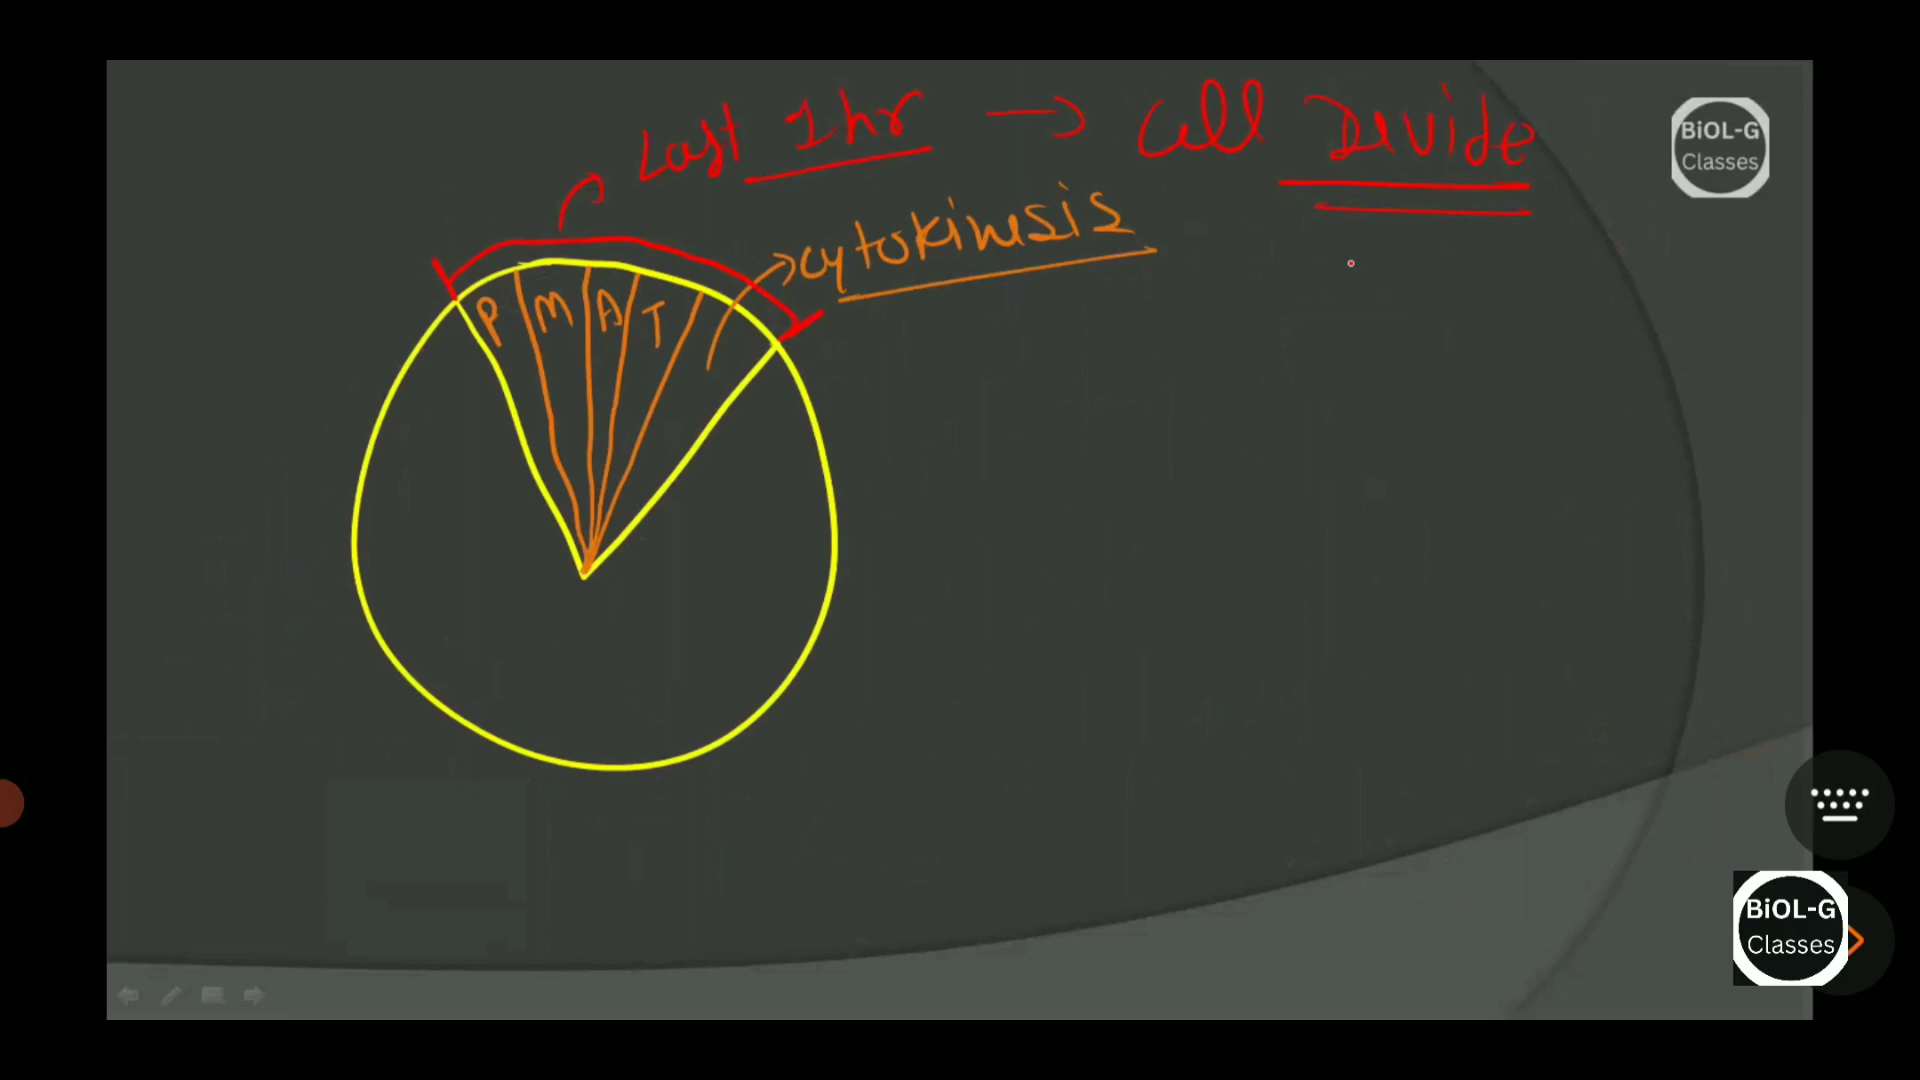 Last 1hr → Cell Divide
cytokinesis
P M A T
BiOL-G
Classes
BiOL-G
Classes